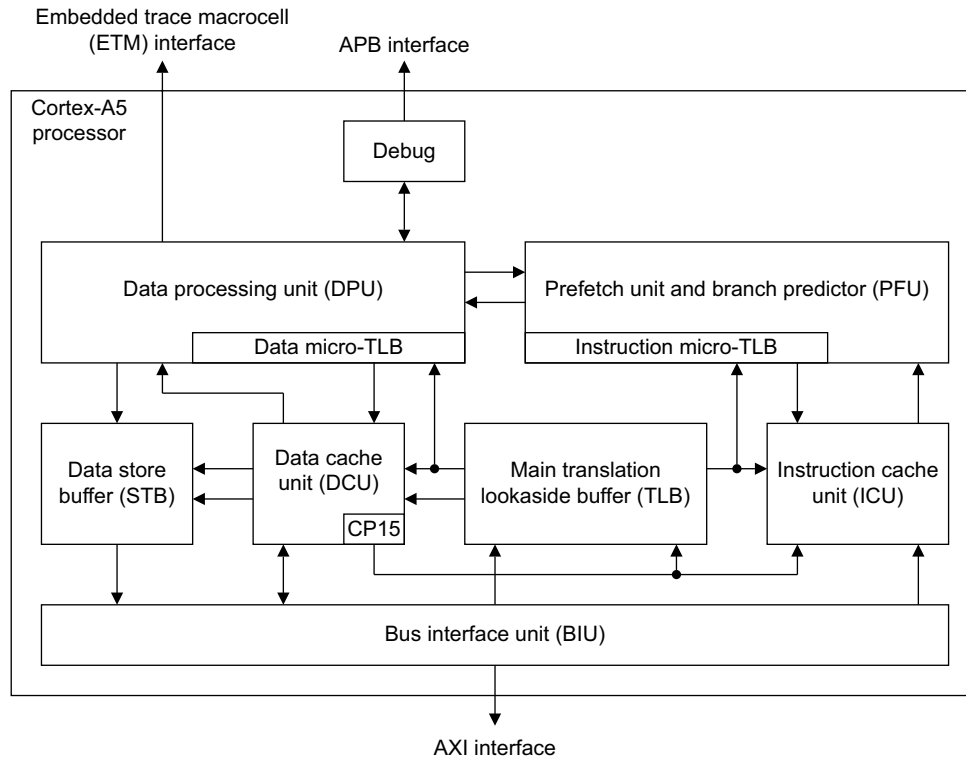 Embedded trace macrocell
(ETM) interface
APB interface
Cortex-A5
processor
Debug
Data processing unit (DPU)
Prefetch unit and branch predictor (PFU)
Data micro-TLB
Instruction micro-TLB
Data store
buffer (STB)
Data cache
unit (DCU)
CP15
Main translation
lookaside buffer (TLB)
Instruction cache
unit (ICU)
Bus interface unit (BIU)
AXI interface